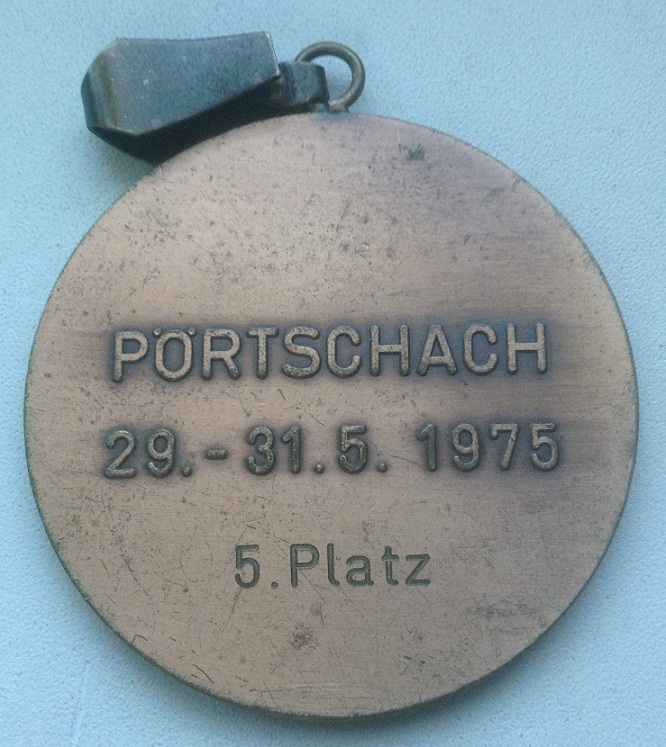 PÖRTSCHACH
29.-31.5. 1975
5.Platz